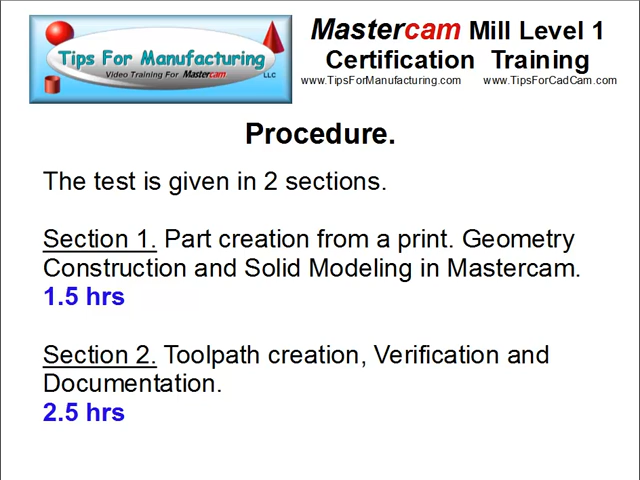 Tips For Manufacturing
Video Training For Mastercam
LLC
Mastercam Mill Level 1
Certification Training
www.TipsForManufacturing.com www.TipsForCadCam.com
Procedure.
The test is given in 2 sections.
Section 1. Part creation from a print. Geometry
Construction and Solid Modeling in Mastercam.
1.5 hrs
Section 2. Toolpath creation, Verification and
Documentation.
2.5 hrs